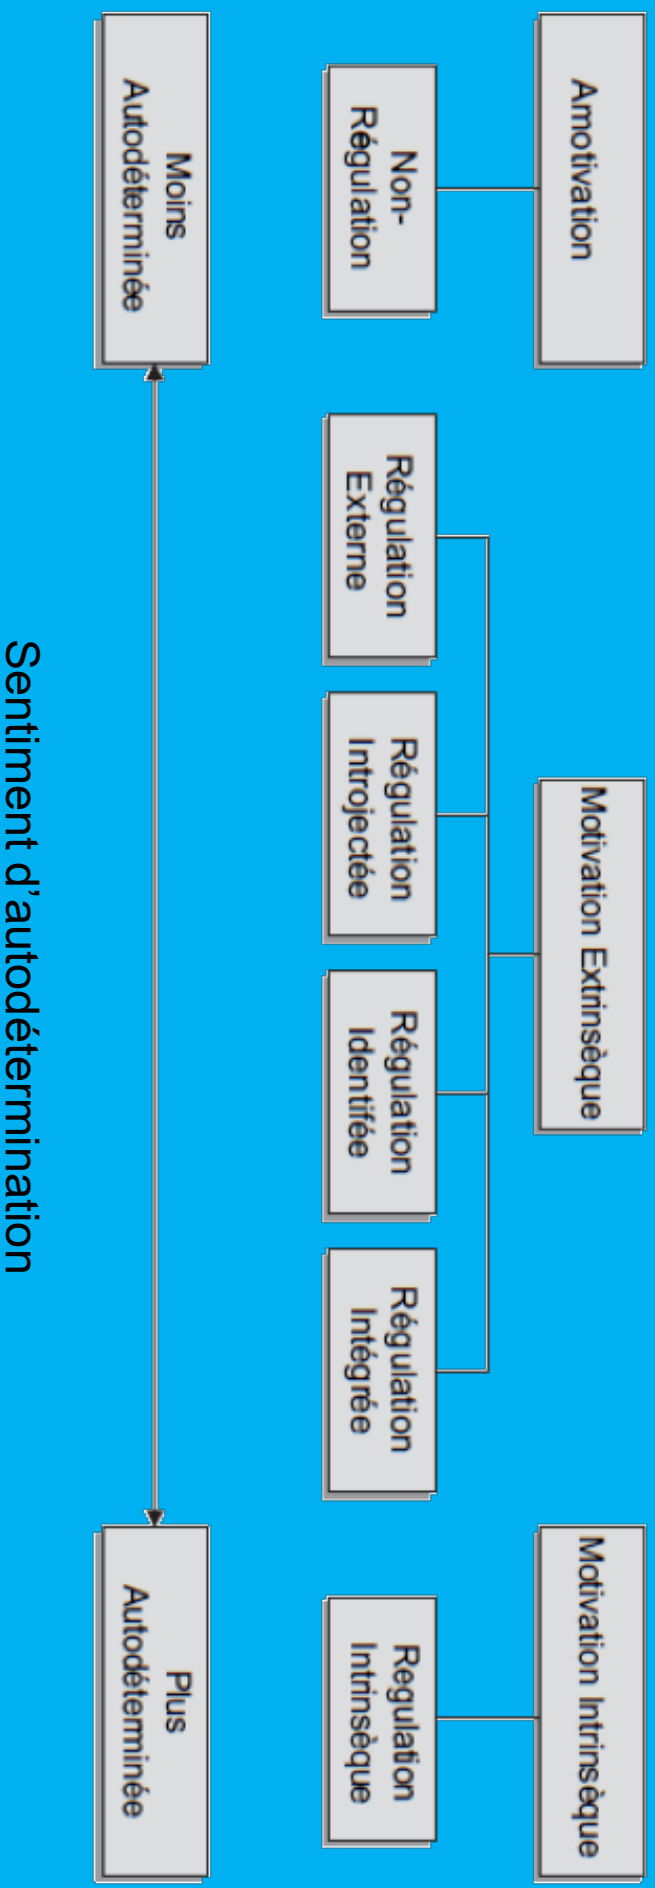 Amotivation
Motivation Extrinsèque
Motivation Intrinsèque
Non-
Régulation
Régulation
Externe
Régulation
Introjectée
Régulation
Identifée
Régulation
Intégrée
Regulation
Intrinsèque
Moins
Autodéterminée
Plus
Autodéterminée
Sentiment d’autodétermination